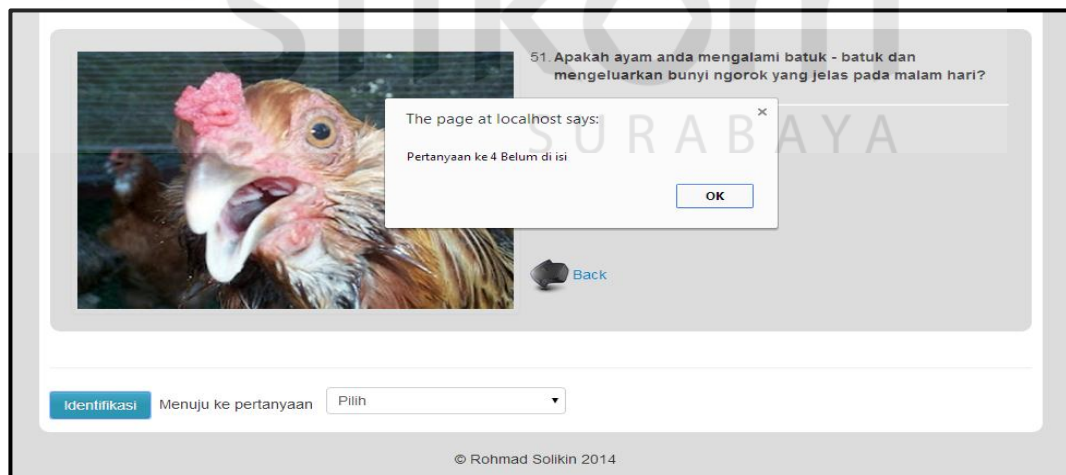 stikom
51. Apakah ayam anda mengalami batuk - batuk dan
mengeluarkan bunyi ngorok yang jelas pada malam hari?
The page at localhost says:
×
SURABAYA
Pertanyaan ke 4 Belum di isi
OK
Back
Identifikasi
Menuju ke pertanyaan
Pilih
© Rohmad Solikin 2014